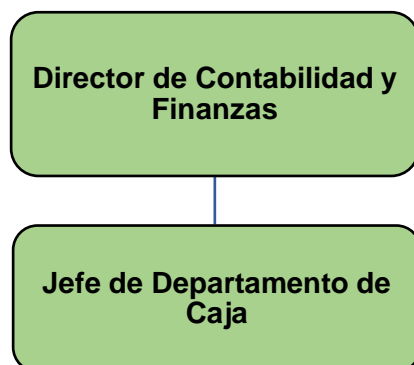 Director de Contabilidad y
Finanzas
Jefe de Departamento de
Caja